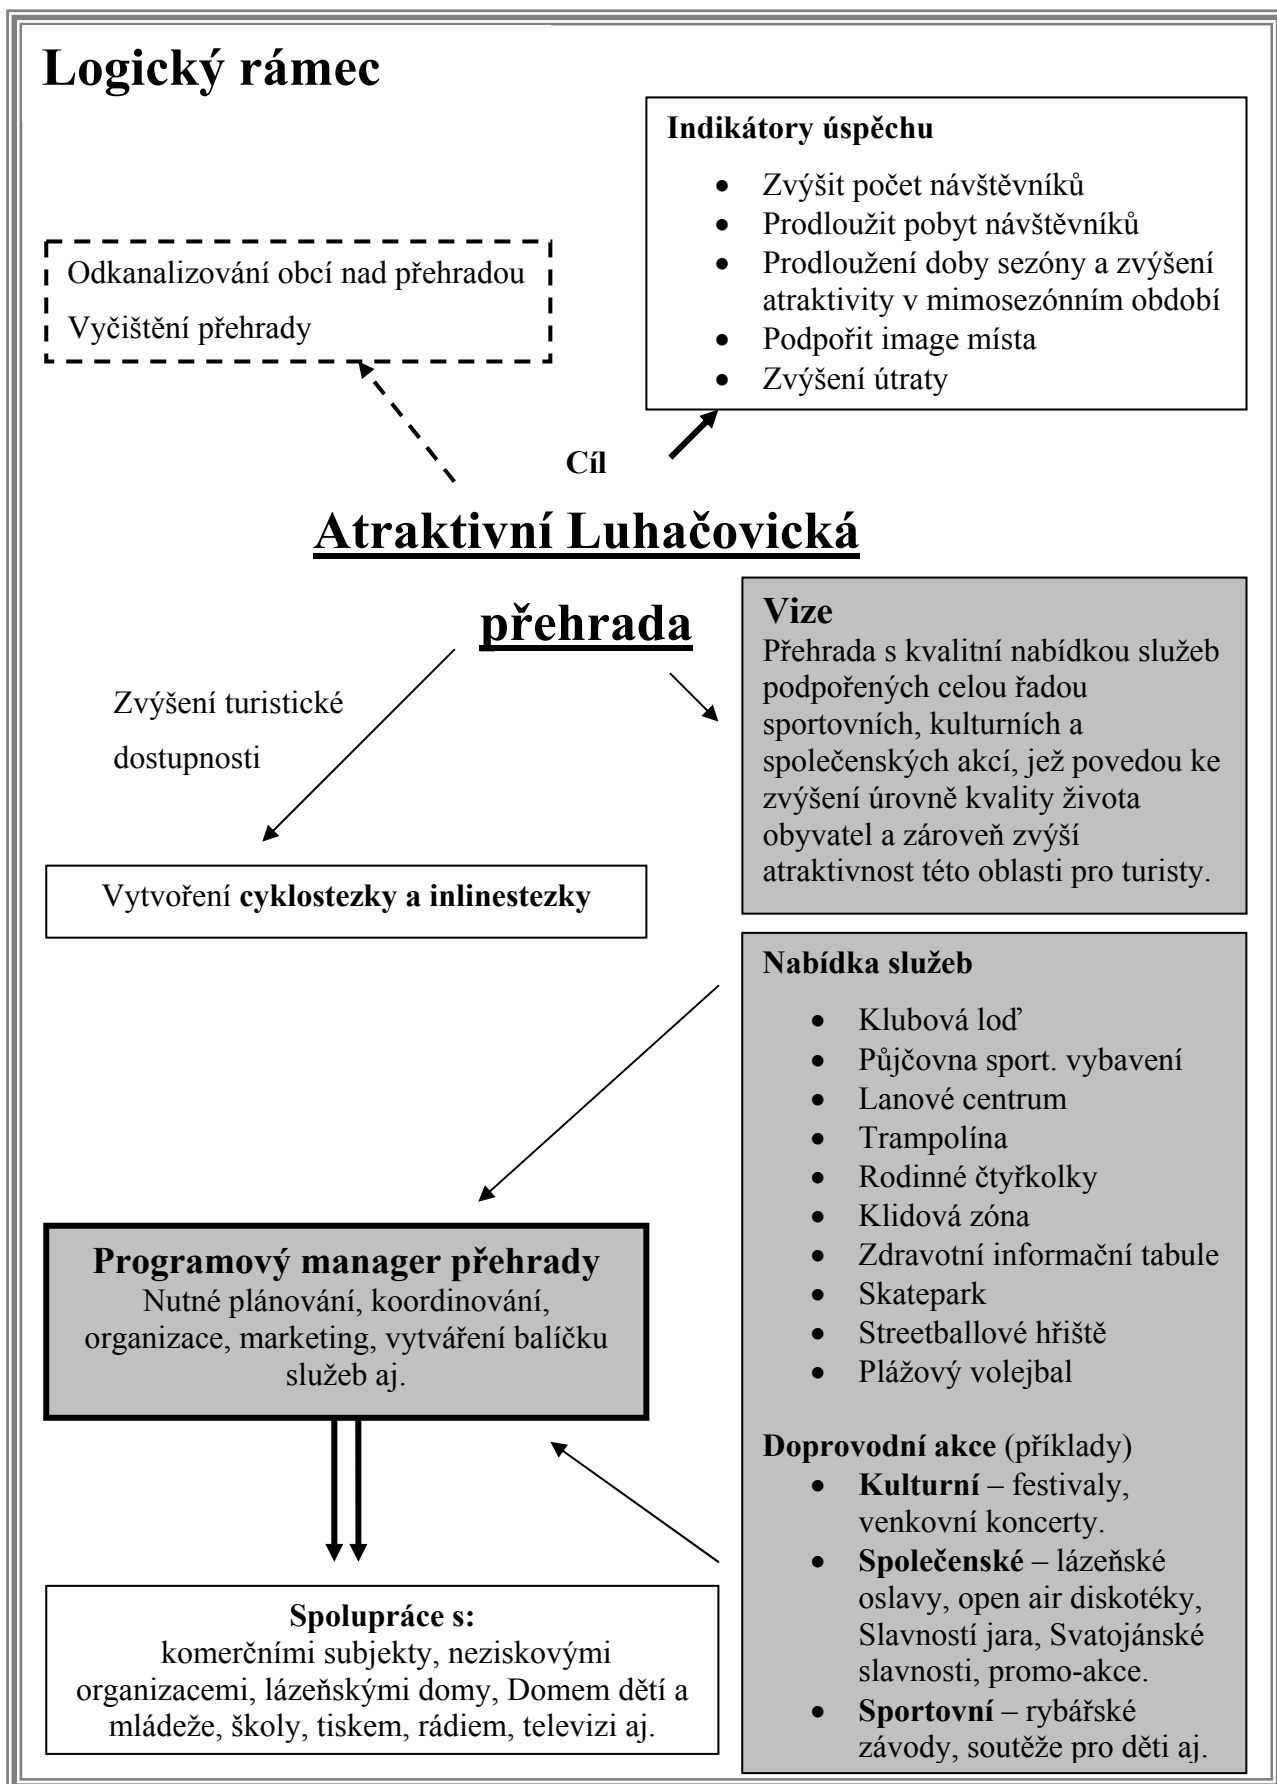 Logický rámec
Indikátory úspěchu
• Zvýšit počet návštěvníků
• Prodloužit pobyt návštěvníků
• Prodloužení doby sezóny a zvýšení
atraktivity v mimosezónním období
• Podpořit image místa
• Zvýšení útraty
Odkanalizování obcí nad přehradou
Vyčištění přehrady
Cíl
Atraktivní Luhačovická
přehrada
Vize
Přehrada s kvalitní nabídkou služeb
podpořených celou řadou
sportovních, kulturních a
společenských akcí, jež povedou ke
zvýšení úrovně kvality života
obyvatel a zároveň zvýší
atraktivnost této oblasti pro turisty.
Zvýšení turistické
dostupnosti
Vytvoření cyklostezky a inlinestezky
Nabídka služeb
• Klubová loď
• Půjčovna sport. vybavení
• Lanové centrum
• Trampolína
• Rodinné čtyřkolky
• Klidová zóna
• Zdravotní informační tabule
• Skatepark
• Streetballové hřiště
• Plážový volejbal
Doprovodní akce (příklady)
• Kulturní – festivaly,
venkovní koncerty.
• Společenské – lázeňské
oslavy, open air diskotéky,
Slavností jara, Svatojánské
slavnosti, promo-akce.
• Sportovní – rybářské
závody, soutěže pro děti aj.
Programový manager přehrady
Nutné plánování, koordinování,
organizace, marketing, vytváření balíčku
služeb aj.
Spolupráce s:
komerčními subjekty, neziskovými
organizacemi, lázeňskými domy, Domem dětí a
mládeže, školy, tiskem, rádiem, televizi aj.